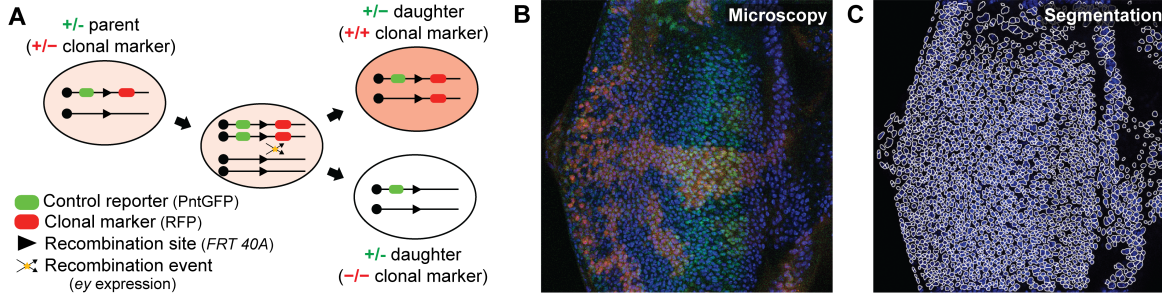 A
+/- parent
(+/− clonal marker)
+/− daughter
(+/+ clonal marker)
+/- daughter
(−/− clonal marker)
Control reporter (PntGFP)
Clonal marker (RFP)
Recombination site (FRT 40A)
Recombination event
(ey expression)
B
Microscopy
C
Segmentation